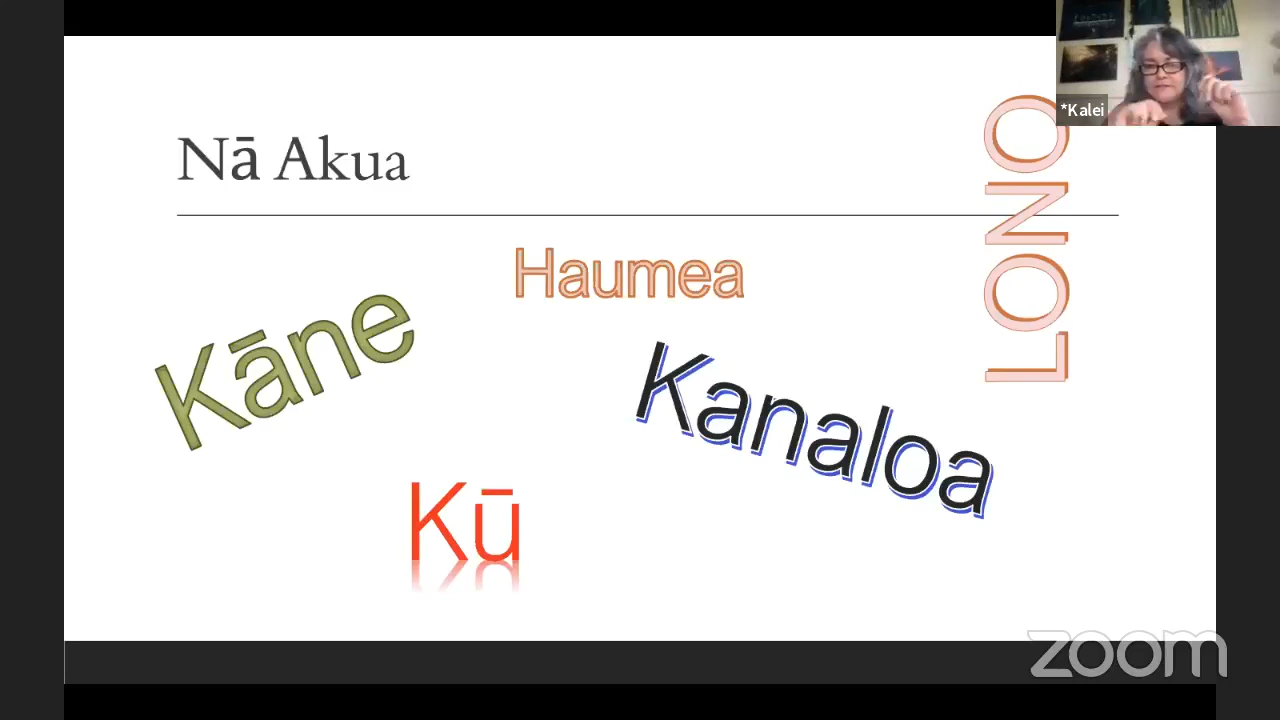 *Kalei
Nā Akua
LONO
Haumea
Kāne
Kanaloa
Kū
zoom